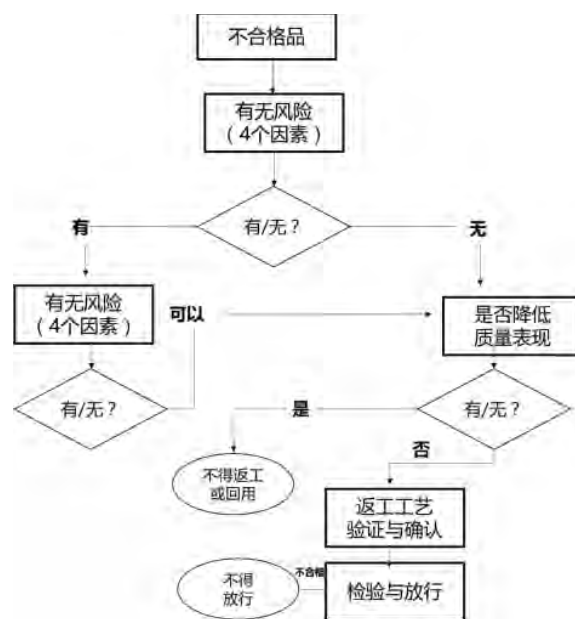 不合格品
有无风险
（4个因素）
有/无？
有
无
有无风险
（4个因素）
可以
是否降低
质量表现
有/无？
有/无？
是
否
不得返工
或回用
返工工艺
验证与确认
不得
放行
不合格
检验与放行